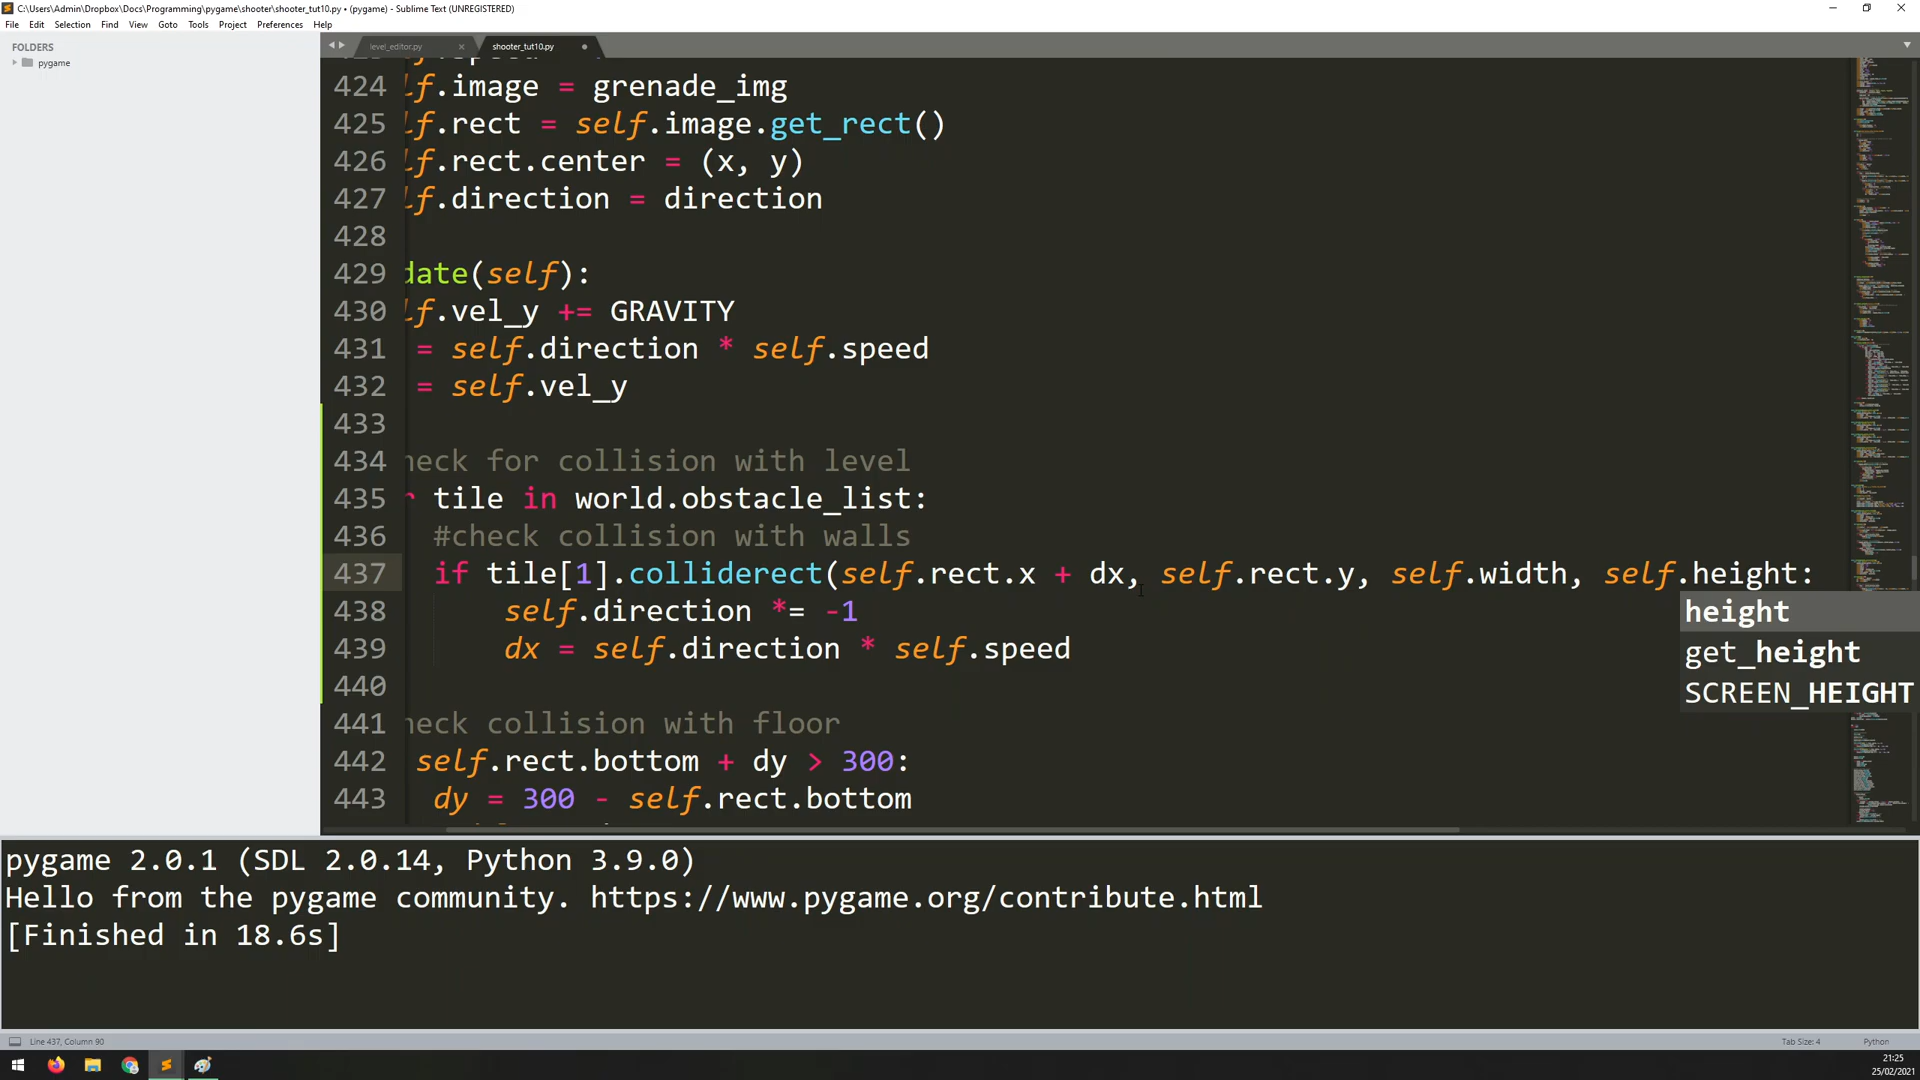 C:\Users\Admin\Dropbox\Docs\Programming\pygame\shooter\shooter_tut10.py • (pygame) - Sublime Text (UNREGISTERED)
File Edit Selection Find View Goto Tools Project Preferences Help
FOLDERS
pygame
level_editor.py
shooter_tut10.py
424 lf.image = grenade_img
425 lf.rect = self.image.get_rect()
426 lf.rect.center = (x, y)
427 lf.direction = direction
428
429 date(self):
430 lf.vel_y += GRAVITY
431 = self.direction * self.speed
432 = self.vel_y
433
434 heck for collision with level
435 r tile in world.obstacle_list:
436 #check collision with walls
437 if tile[1].colliderect(self.rect.x + dx, self.rect.y, self.width, self.height:
438 self.direction *= -1
439 dx = self.direction * self.speed
440
441 heck collision with floor
442 self.rect.bottom + dy > 300:
443 dy = 300 - self.rect.bottom
height
get_height
SCREEN_HEIGHT
pygame 2.0.1 (SDL 2.0.14, Python 3.9.0)
Hello from the pygame community. https://www.pygame.org/contribute.html
[Finished in 18.6s]
Line 437, Column 90
Tab Size: 4
Python
21:25
25/02/2021